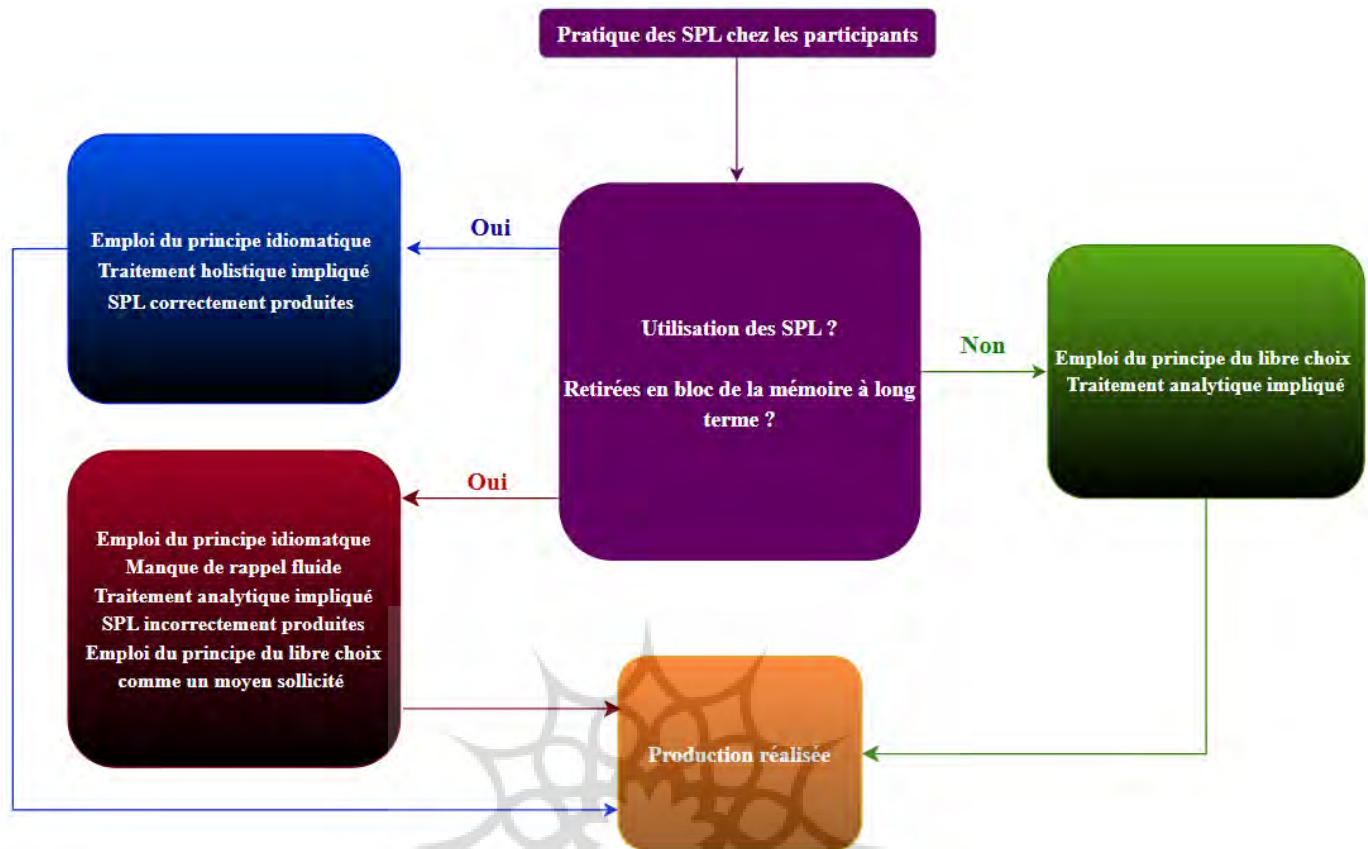 Pratique des SPL chez les participants
Oui
Emploi du principe idiomatique
Traitement holistique impliqué
SPL correctement produites
Utilisation des SPL ?
Retirées en bloc de la mémoire à long
terme ?
Non
Emploi du principe du libre choix
Traitement analytique impliqué
Oui
Emploi du principe idiomatque
Manque de rappel fluide
Traitement analytique impliqué
SPL incorrectement produites
Emploi du principe du libre choix
comme un moyen sollicité
Production réalisée